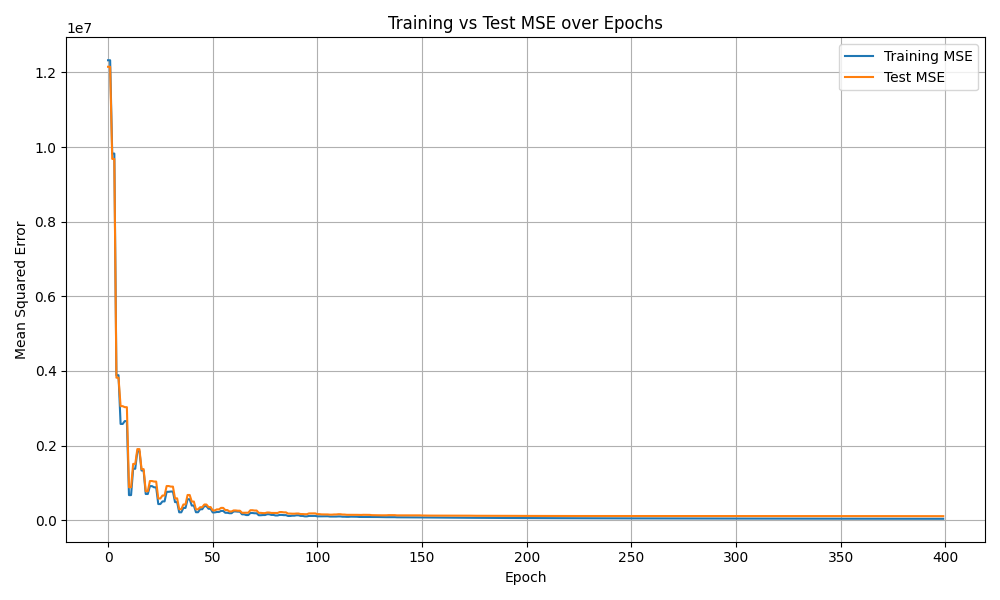 Training vs Test MSE over Epochs
1e7
Training MSE
Test MSE
1.2
1.0
0.8
0.6
0.4
0.2
0.0
Mean Squared Error
0 50 100 150 200 250 300 350 400
Epoch